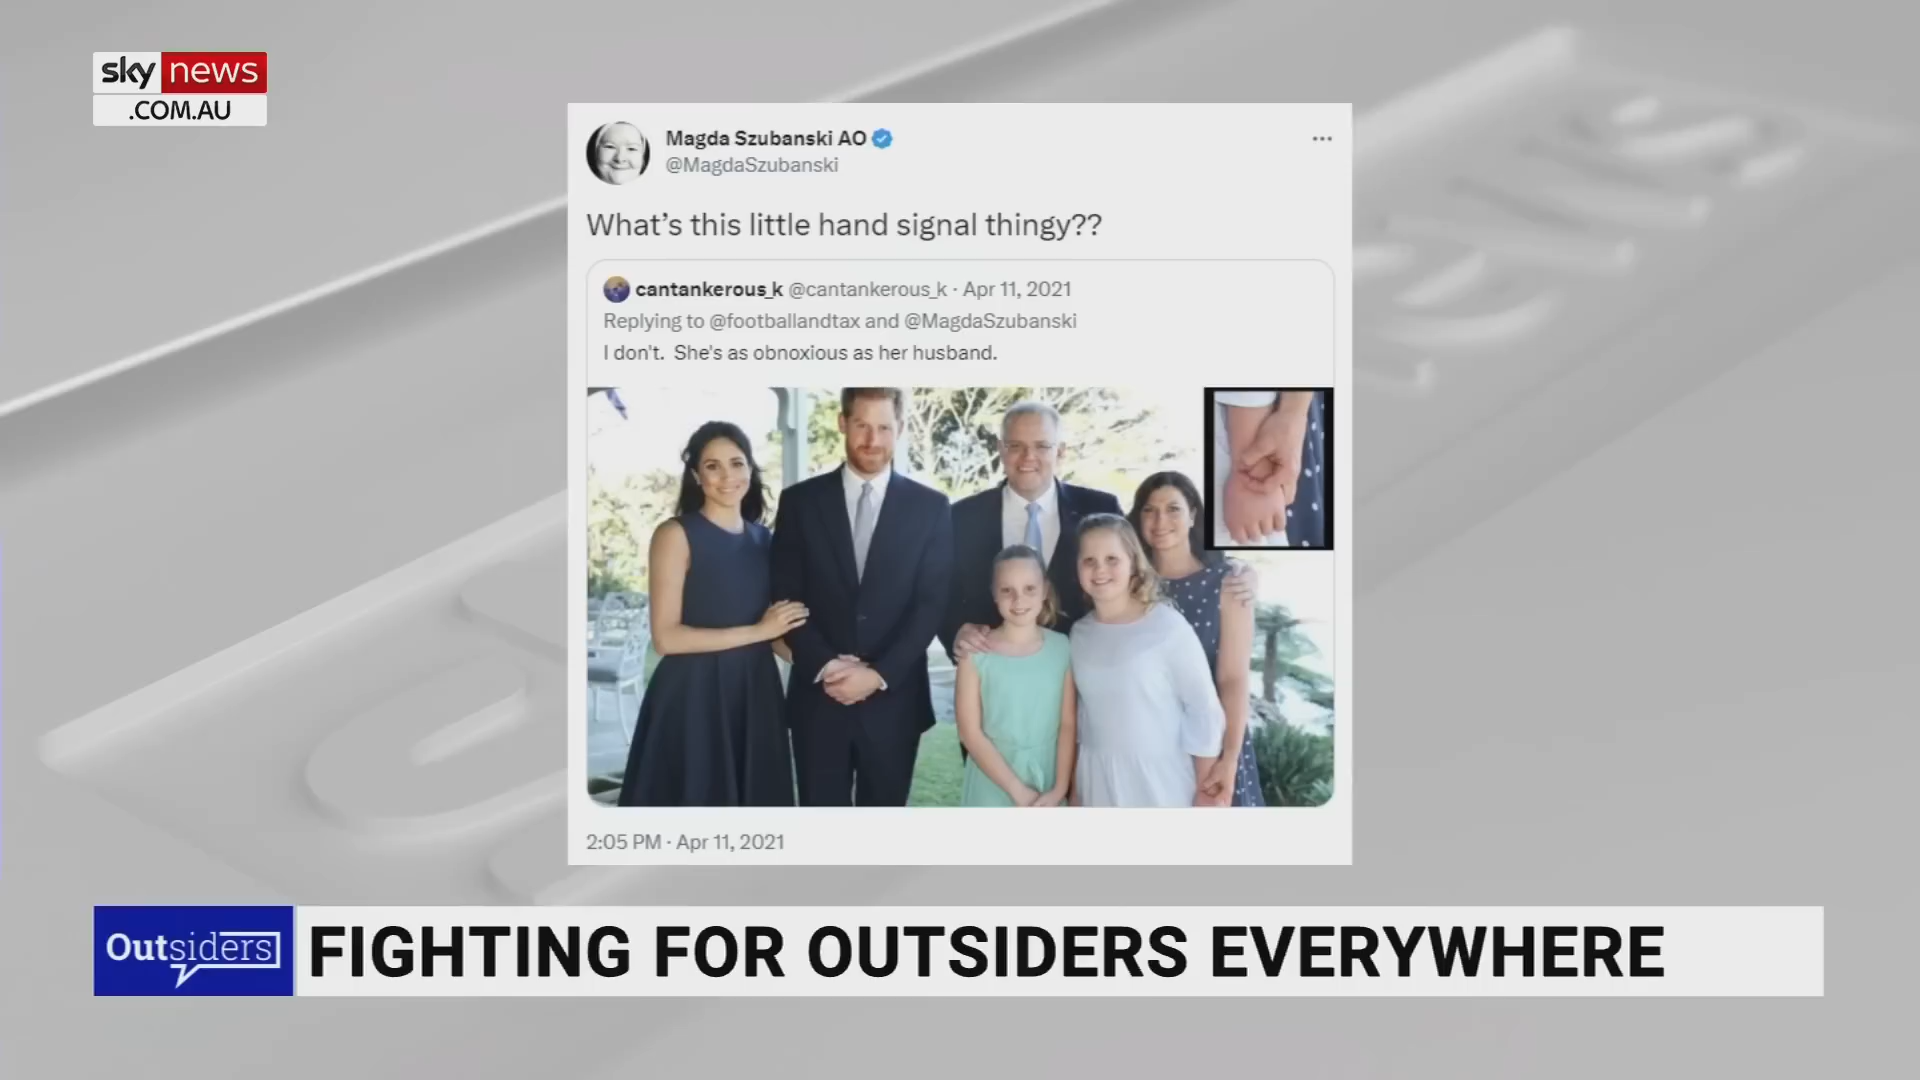 sky news
.COM.AU
Magda Szubanski AO
@MagdaSzubanski
What's this little hand signal thingy??
cantankerous_k @cantankerous_k · Apr 11, 2021
Replying to @footballandtax and @MagdaSzubanski
I don't. She's as obnoxious as her husband.
2:05 PM · Apr 11, 2021
Outsiders
FIGHTING FOR OUTSIDERS EVERYWHERE